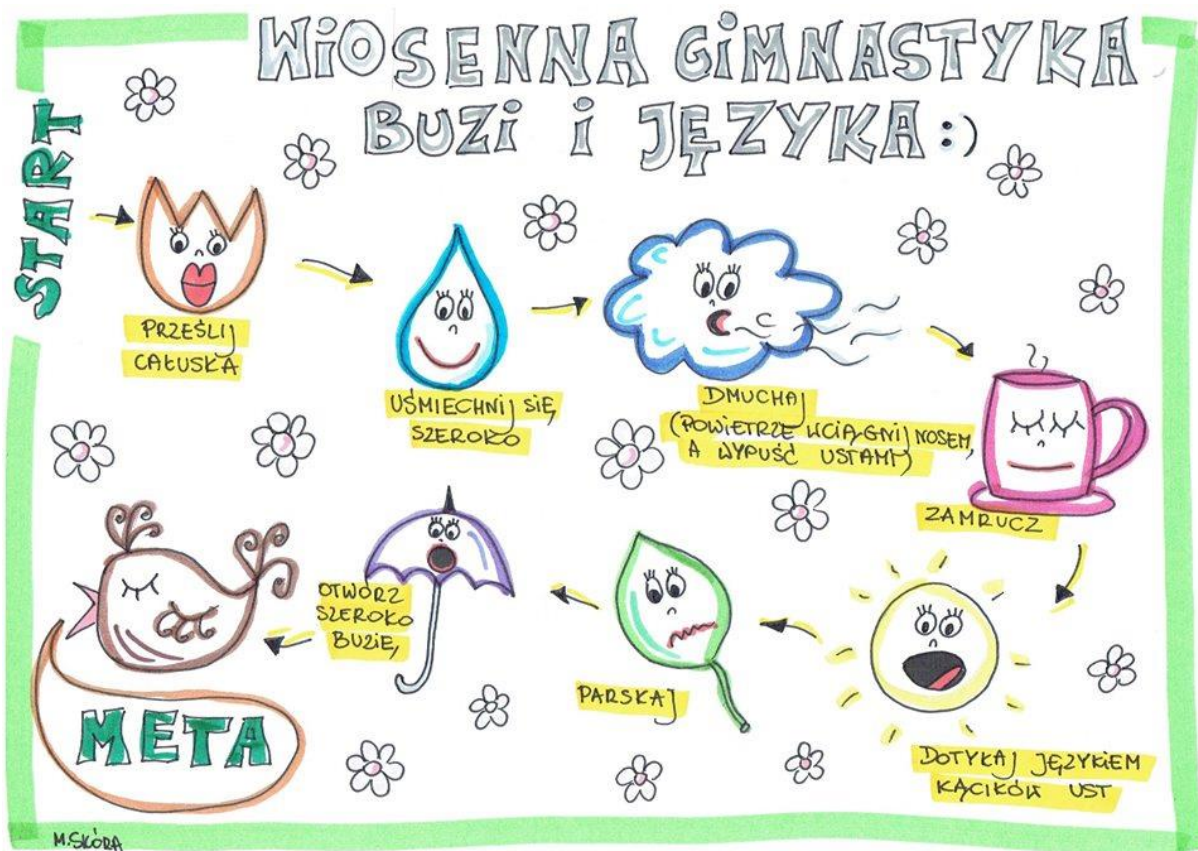 WIOSENNA GIMNASTYKA
BUZI I JĘZYKA :)
START
PRZEŚLIJ
CAŁUSKA
UŚMIECHNIJ SIĘ
SZEROKO
DMUCHAJ
(POWIETRZE WCIĄGNIJ NOSEM,
A WYPUŚĆ USTAMI)
ZAMRUCZ
DOTYKAJ JĘZYKIEM
KĄCIKÓW UST
PARSKAJ
OTWÓRZ
SZEROKO
BUZIĘ
META
M.SKÓRA